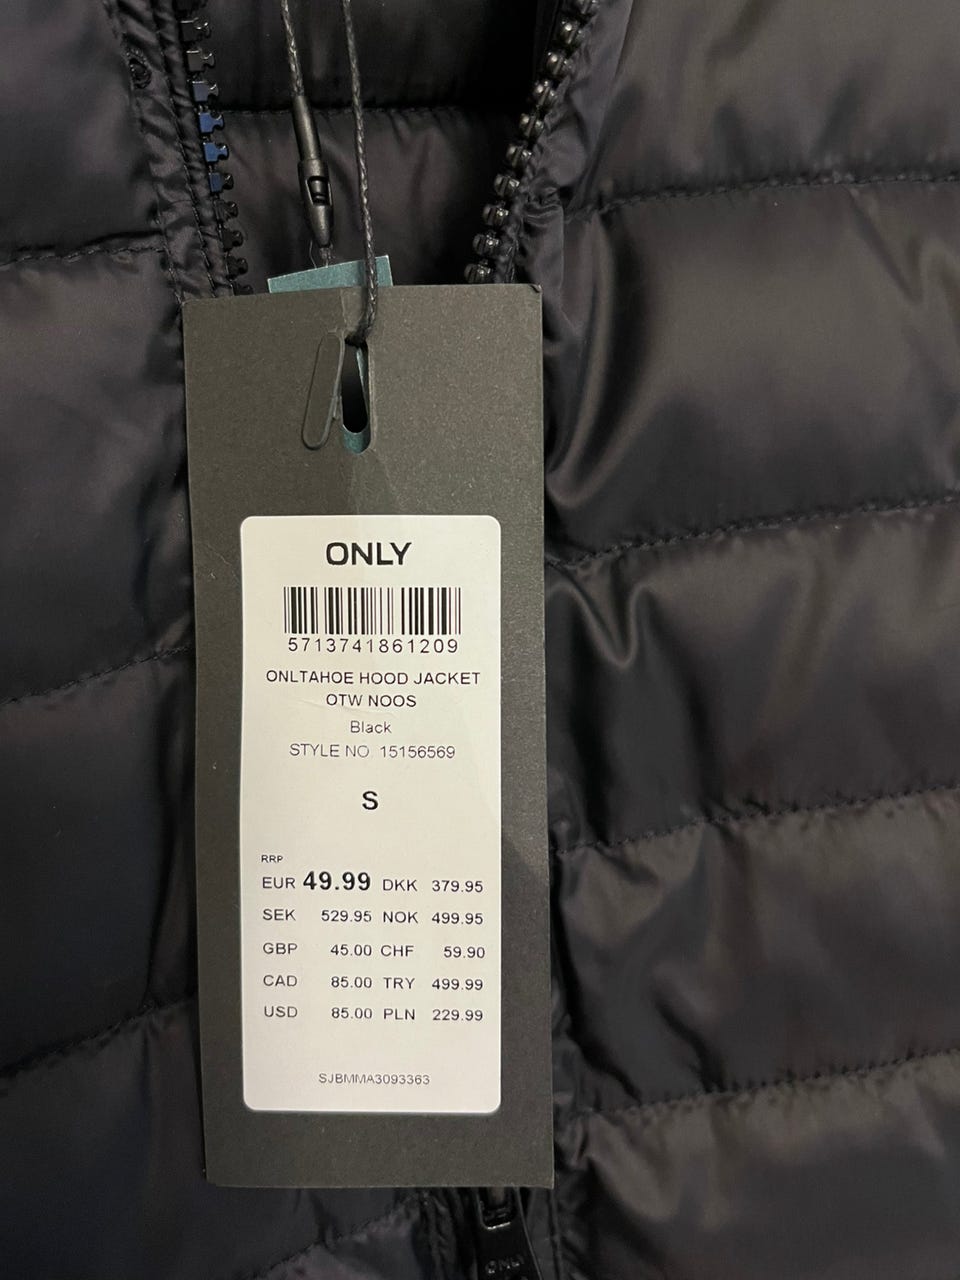 ONLY
5713741861209
ONLTAHOE HOOD JACKET
OTW NOOS
Black
STYLE NO. 15156569
S
RRP
EUR 49.99 DKK 379.95
SEK 529.95 NOK 499.95
GBP 45.00 CHF 59.90
CAD 85.00 TRY 499.99
USD 85.00 PLN 229.99
SJBMMA3093363